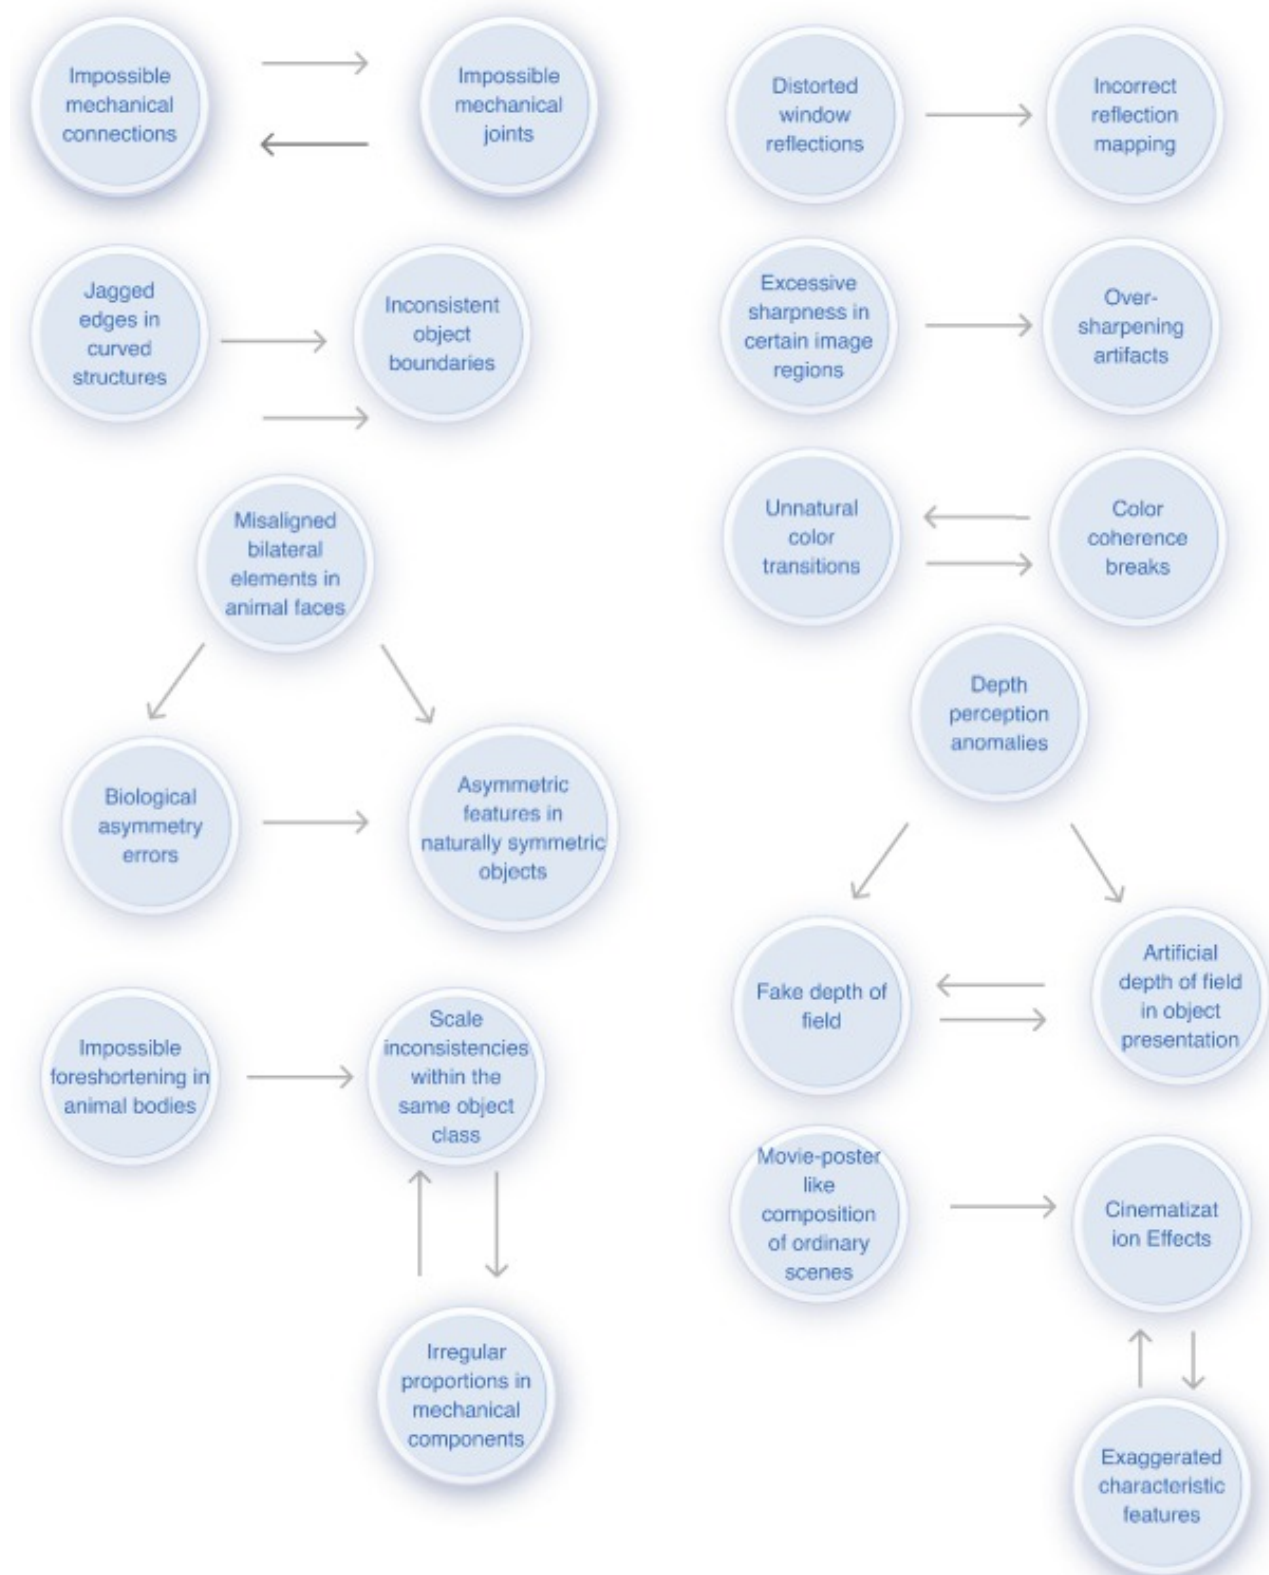 Impossible
mechanical
connections
Impossible
mechanical
joints
Jagged
edges in
curved
structures
Inconsistent
object
boundaries
Misaligned
bilateral
elements in
animal faces
Biological
asymmetry
errors
Asymmetric
features in
naturally symmetric
objects
Impossible
foreshortening in
animal bodies
Scale
inconsistencies
within the
same object
class
Irregular
proportions in
mechanical
components
Distorted
window
reflections
Incorrect
reflection
mapping
Excessive
sharpness in
certain image
regions
Over-
sharpening
artifacts
Unnatural
color
transitions
Color
coherence
breaks
Depth
perception
anomalies
Fake depth of
field
Artificial
depth of field
in object
presentation
Movie-poster
like
composition
of ordinary
scenes
Cinematizat
ion Effects
Exaggerated
characteristic
features